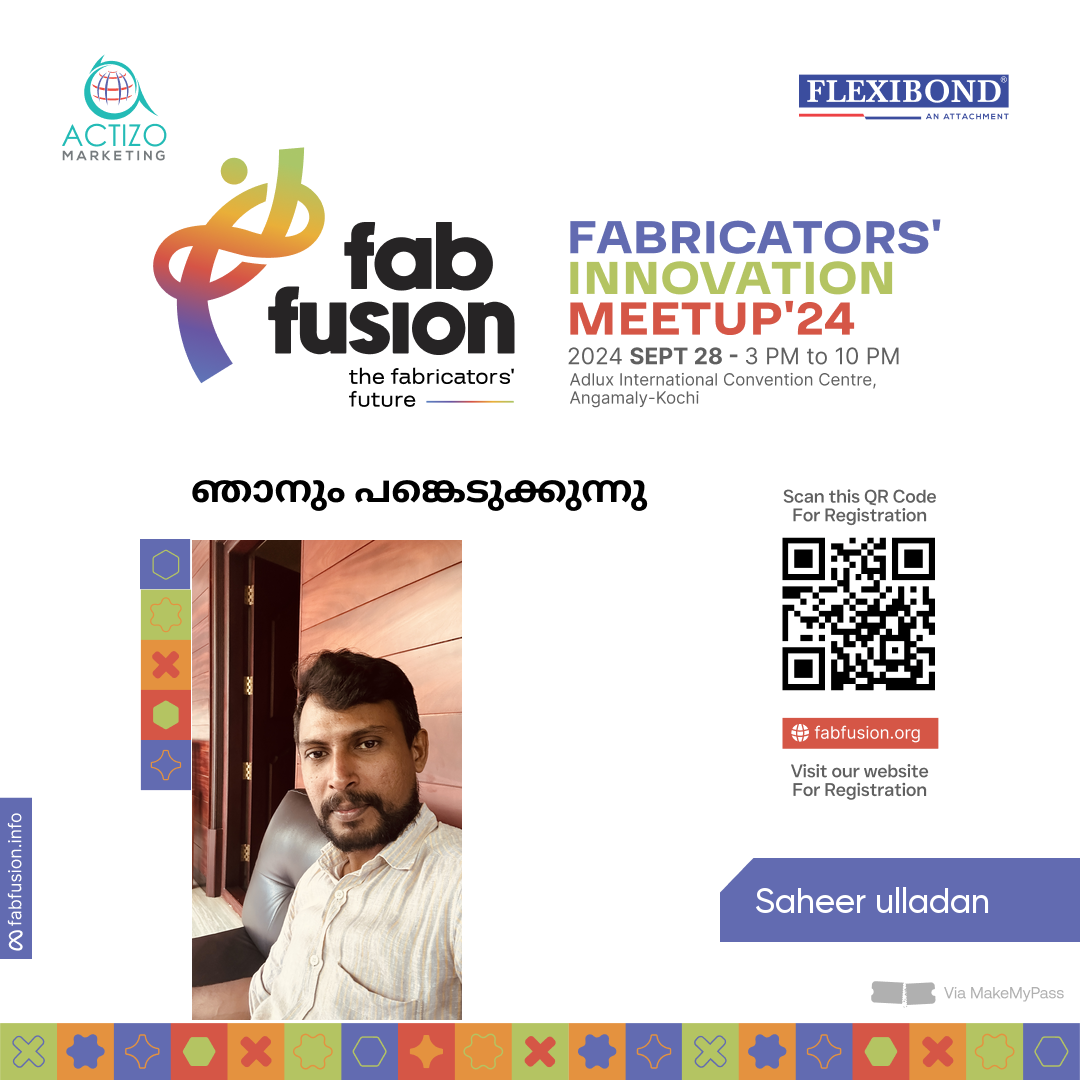 ACTIZO
MARKETING
FLEXIBOND®
AN ATTACHMENT
fab
fusion
the fabricators'
future
FABRICATORS'
INNOVATION
MEETUP'24
2024 SEPT 28 - 3 PM to 10 PM
Adlux International Convention Centre,
Angamaly-Kochi
ഞാനും പങ്കെടുക്കുന്നു
Scan this QR Code
For Registration
fabfusion.org
Visit our website
For Registration
fabfusion.info
Saheer ulladan
Via MakeMyPass